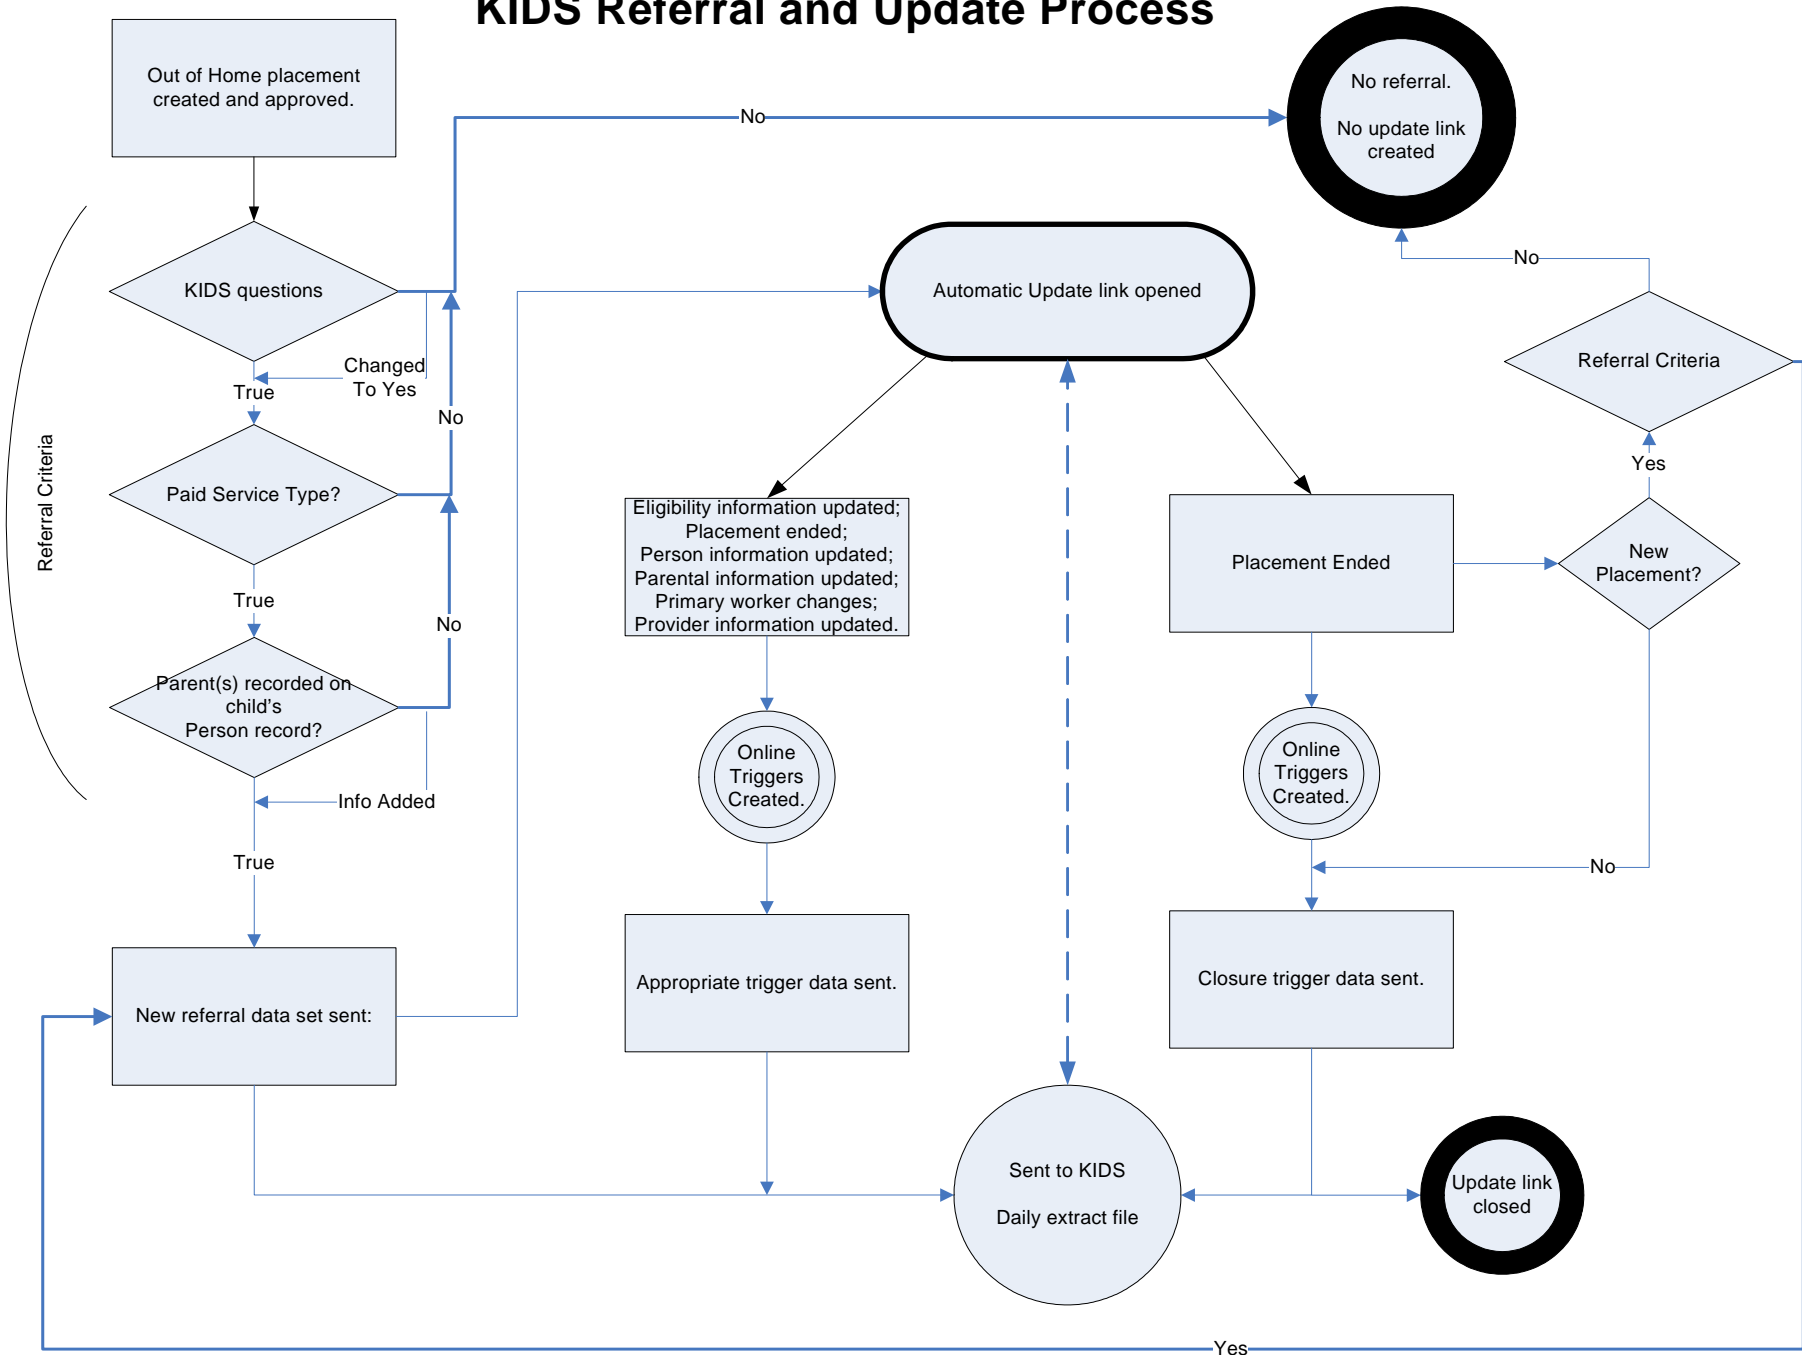 KIDS Referral and Update Process
Out of Home placement
created and approved.
No referral.
No update link
created
No
KIDS questions
Automatic Update link opened
No
Referral Criteria
Changed
To Yes
True
No
Referral Criteria
Paid Service Type?
Yes
Eligibility information updated;
Placement ended;
Person information updated;
Parental information updated;
Primary worker changes;
Provider information updated.
Placement Ended
New
Placement?
True
No
Parent(s) recorded on
child's
Person record?
Online
Triggers
Created.
Online
Triggers
Created.
Info Added
True
No
New referral data set sent:
Appropriate trigger data sent.
Closure trigger data sent.
Sent to KIDS
Daily extract file
Update link
closed
Yes